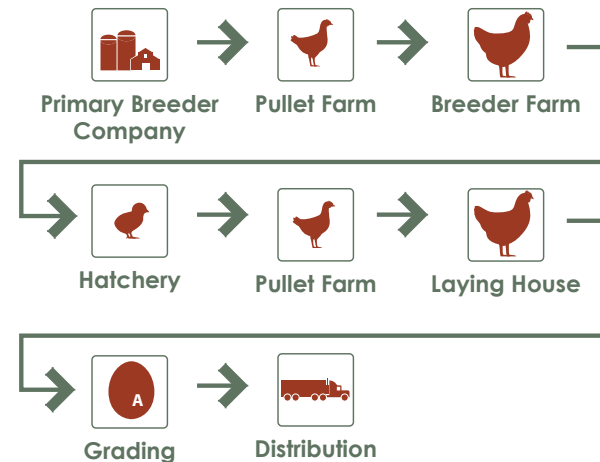 Primary Breeder
Company
Pullet Farm
Breeder Farm
Hatchery
Pullet Farm
Laying House
A
Grading
Distribution